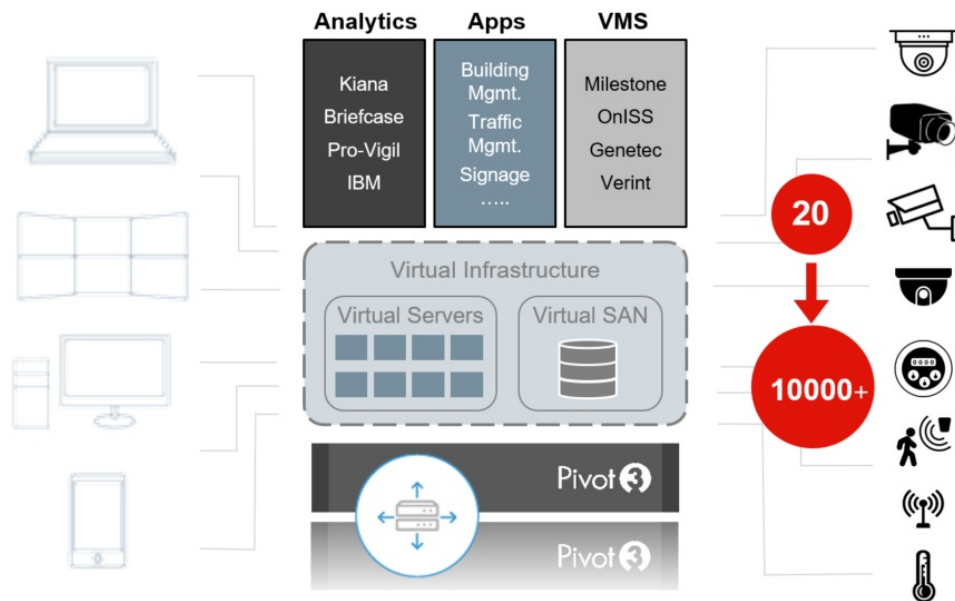 Analytics
Apps
VMS
Kiana
Briefcase
Pro-Vigil
IBM
Building
Mgmt.
Traffic
Mgmt.
Signage
.....
Milestone
OnISS
Genetec
Verint
20
10000+
Virtual Infrastructure
Virtual Servers
Virtual SAN
Pivot3
Pivot3
0000